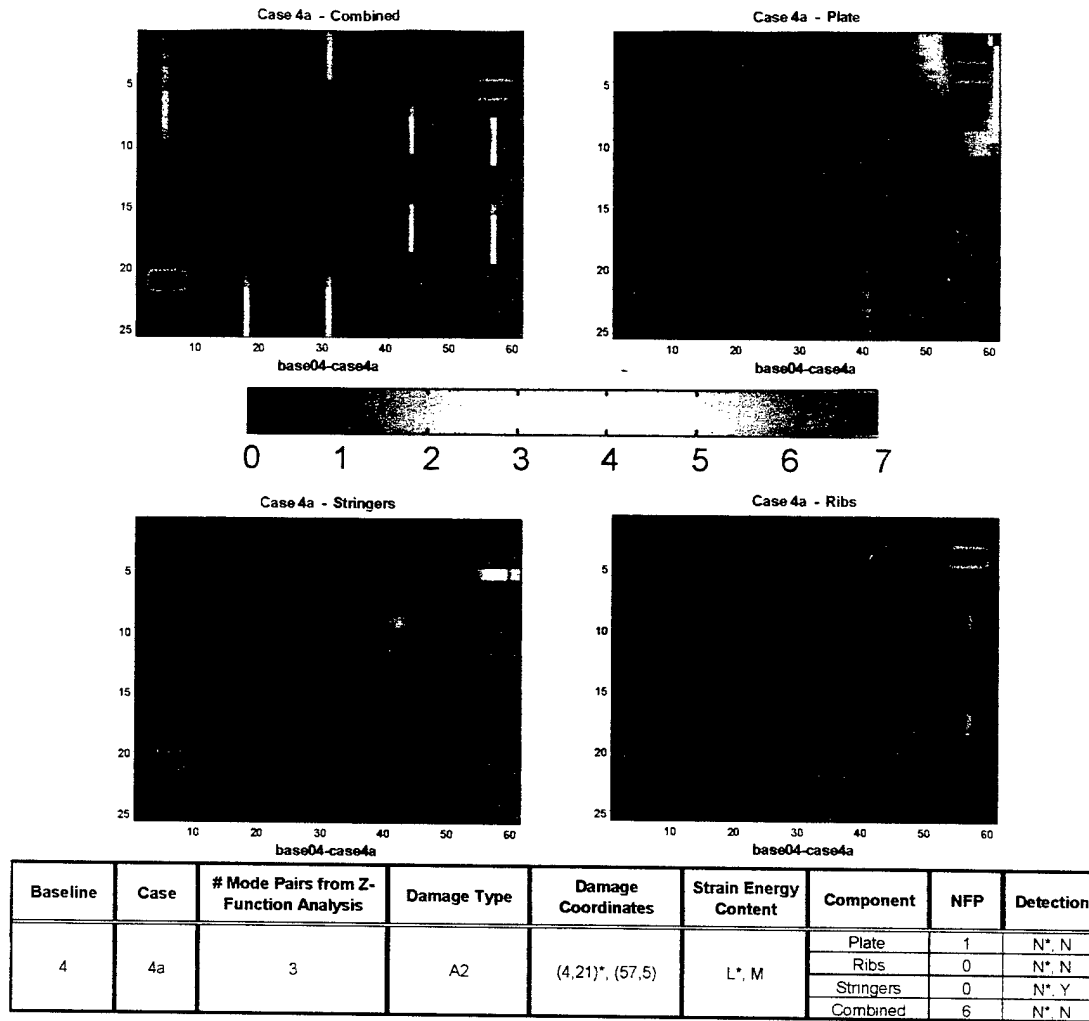 Case 4a - Combined
Case 4a - Plate
5
10
15
20
25
10 20 30 40 50 60
base04-case4a
5
10
15
20
25
10 20 30 40 50 60
base04-case4a
0 1 2 3 4 5 6 7
Case 4a - Stringers
Case 4a - Ribs
5
10
15
20
25
10 20 30 40 50 60
base04-case4a
5
10
15
20
25
10 20 30 40 50 60
base04-case4a
Baseline Case # Mode Pairs from Z-Function Analysis Damage Type Damage Coordinates Strain Energy Content Component NFP Detection
4 4a 3 A2 (4,21)*, (57,5) L*, M
Plate 1 N*, N
Ribs 0 N*, N
Stringers 0 N*, Y
Combined 6 N*, N